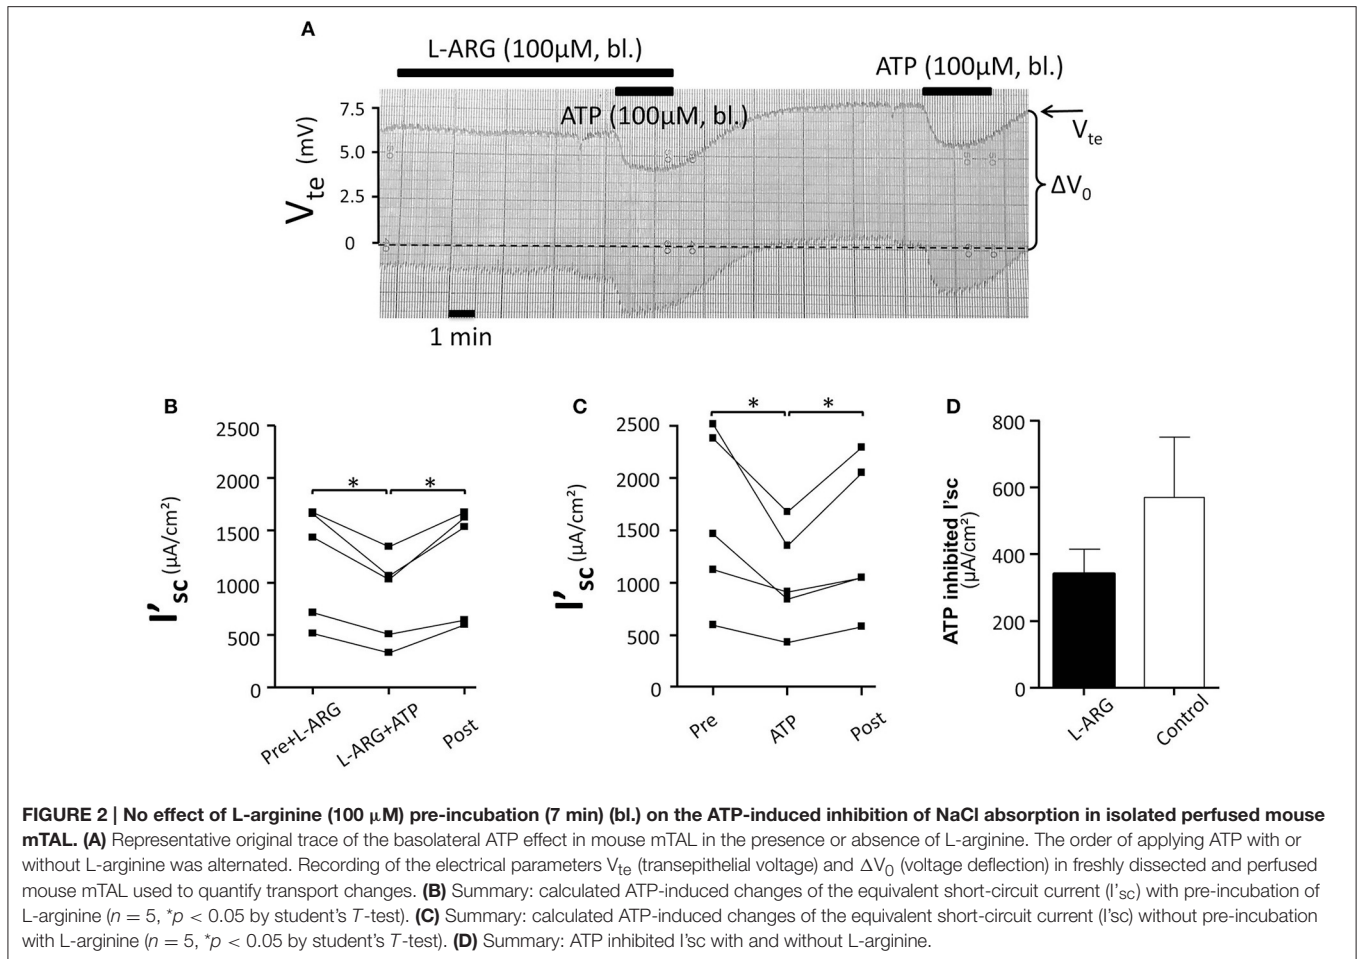 A
L-ARG (100µM, bl.)
ATP (100µM, bl.)
ATP (100µM, bl.)
7.5
5.0
2.5
0
Vte (mV)
Vte
ΔV0
1 min
B
2500
2000
1500
1000
500
0
I'sc (µA/cm²)
*
*
Pre+L-ARG
L-ARG+ATP
Post
C
2500
2000
1500
1000
500
0
I'sc (µA/cm²)
*
*
Pre
ATP
Post
D
800
600
400
200
0
ATP inhibited I'sc
(µA/cm²)
L-ARG
Control
FIGURE 2 | No effect of L-arginine (100 µM) pre-incubation (7 min) (bl.) on the ATP-induced inhibition of NaCl absorption in isolated perfused mouse
mTAL. (A) Representative original trace of the basolateral ATP effect in mouse mTAL in the presence or absence of L-arginine. The order of applying ATP with or
without L-arginine was alternated. Recording of the electrical parameters Vte (transepithelial voltage) and ΔV0 (voltage deflection) in freshly dissected and perfused
mouse mTAL used to quantify transport changes. (B) Summary: calculated ATP-induced changes of the equivalent short-circuit current (I'sc) with pre-incubation of
L-arginine (n = 5, *p < 0.05 by student's T-test). (C) Summary: calculated ATP-induced changes of the equivalent short-circuit current (I'sc) without pre-incubation
with L-arginine (n = 5, *p < 0.05 by student's T-test). (D) Summary: ATP inhibited I'sc with and without L-arginine.